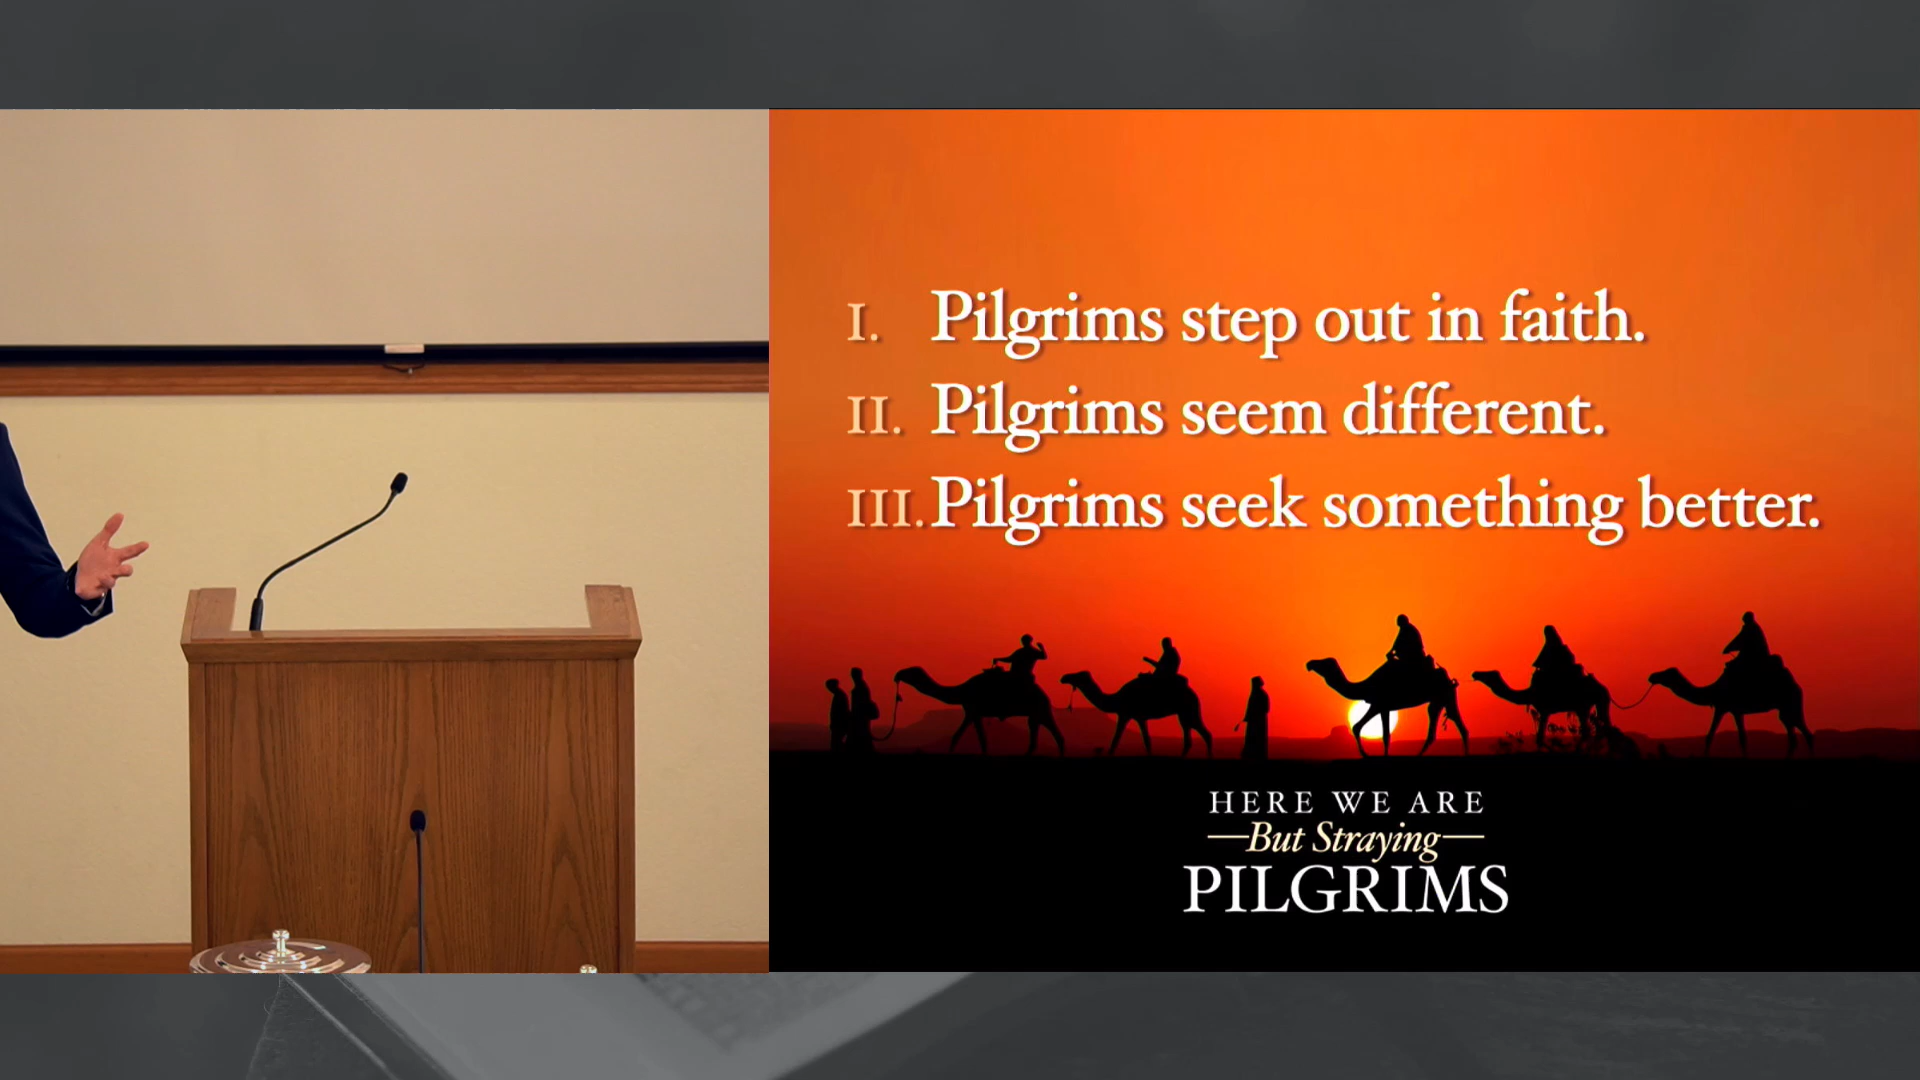 I. Pilgrims step out in faith.
II. Pilgrims seem different.
III. Pilgrims seek something better.
HERE WE ARE
—But Straying—
PILGRIMS